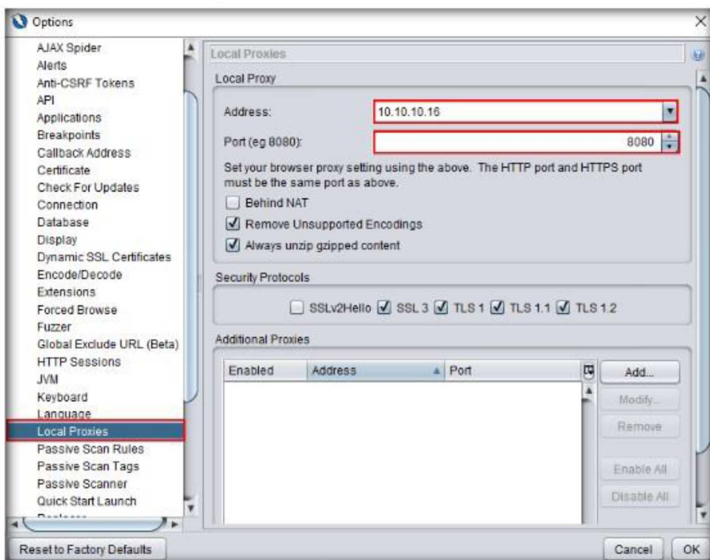 Options
AJAX Spider
Alerts
Anti-CSRF Tokens
API
Applications
Breakpoints
Callback Address
Certificate
Check For Updates
Connection
Database
Display
Dynamic SSL Certificates
Encode/Decode
Extensions
Forced Browse
Fuzzer
Global Exclude URL (Beta)
HTTP Sessions
JVM
Keyboard
Language
Local Proxies
Passive Scan Rules
Passive Scan Tags
Passive Scanner
Quick Start Launch
Local Proxies
Local Proxy
Address: 10.10.10.16
Port (eg 8080): 8080
Set your browser proxy setting using the above. The HTTP port and HTTPS port
must be the same port as above.
Behind NAT
Remove Unsupported Encodings
Always unzip gzipped content
Security Protocols
SSLv2Hello SSL 3 TLS 1 TLS 1.1 TLS 1.2
Additional Proxies
Enabled Address Port
Add...
Modify...
Remove
Enable All
Disable All
Reset to Factory Defaults
Cancel OK